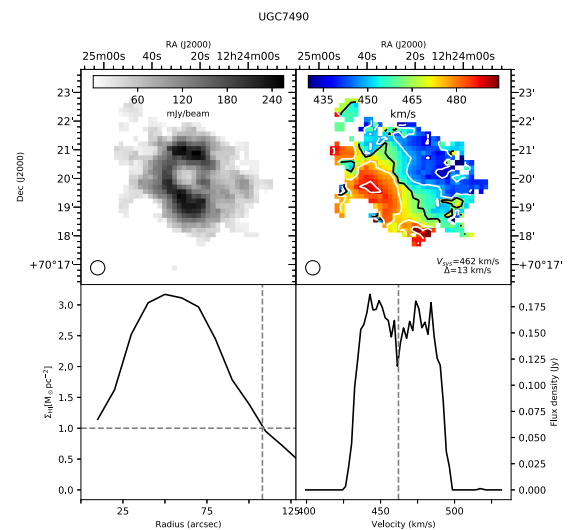 UGC7490
RA (J2000)
RA (J2000)
25m00s 40s 20s 12h24m00s
25m00s 40s 20s 12h24m00s
60 120 180 240
mJy/beam
435 450 465 480
km/s
23'
22'
21'
20'
19'
18'
+70°17'
Dec (J2000)
23'
22'
21'
20'
19'
18'
+70°17'
Vsys=462 km/s
Δ=13 km/s
3.0
2.5
2.0
1.5
1.0
0.5
0.0
ΣHI[M⊙pc−2]
0.175
0.150
0.125
0.100
0.075
0.050
0.025
0.000
Flux density (Jy)
25 75 125
400 450 500
Radius (arcsec)
Velocity (km/s)